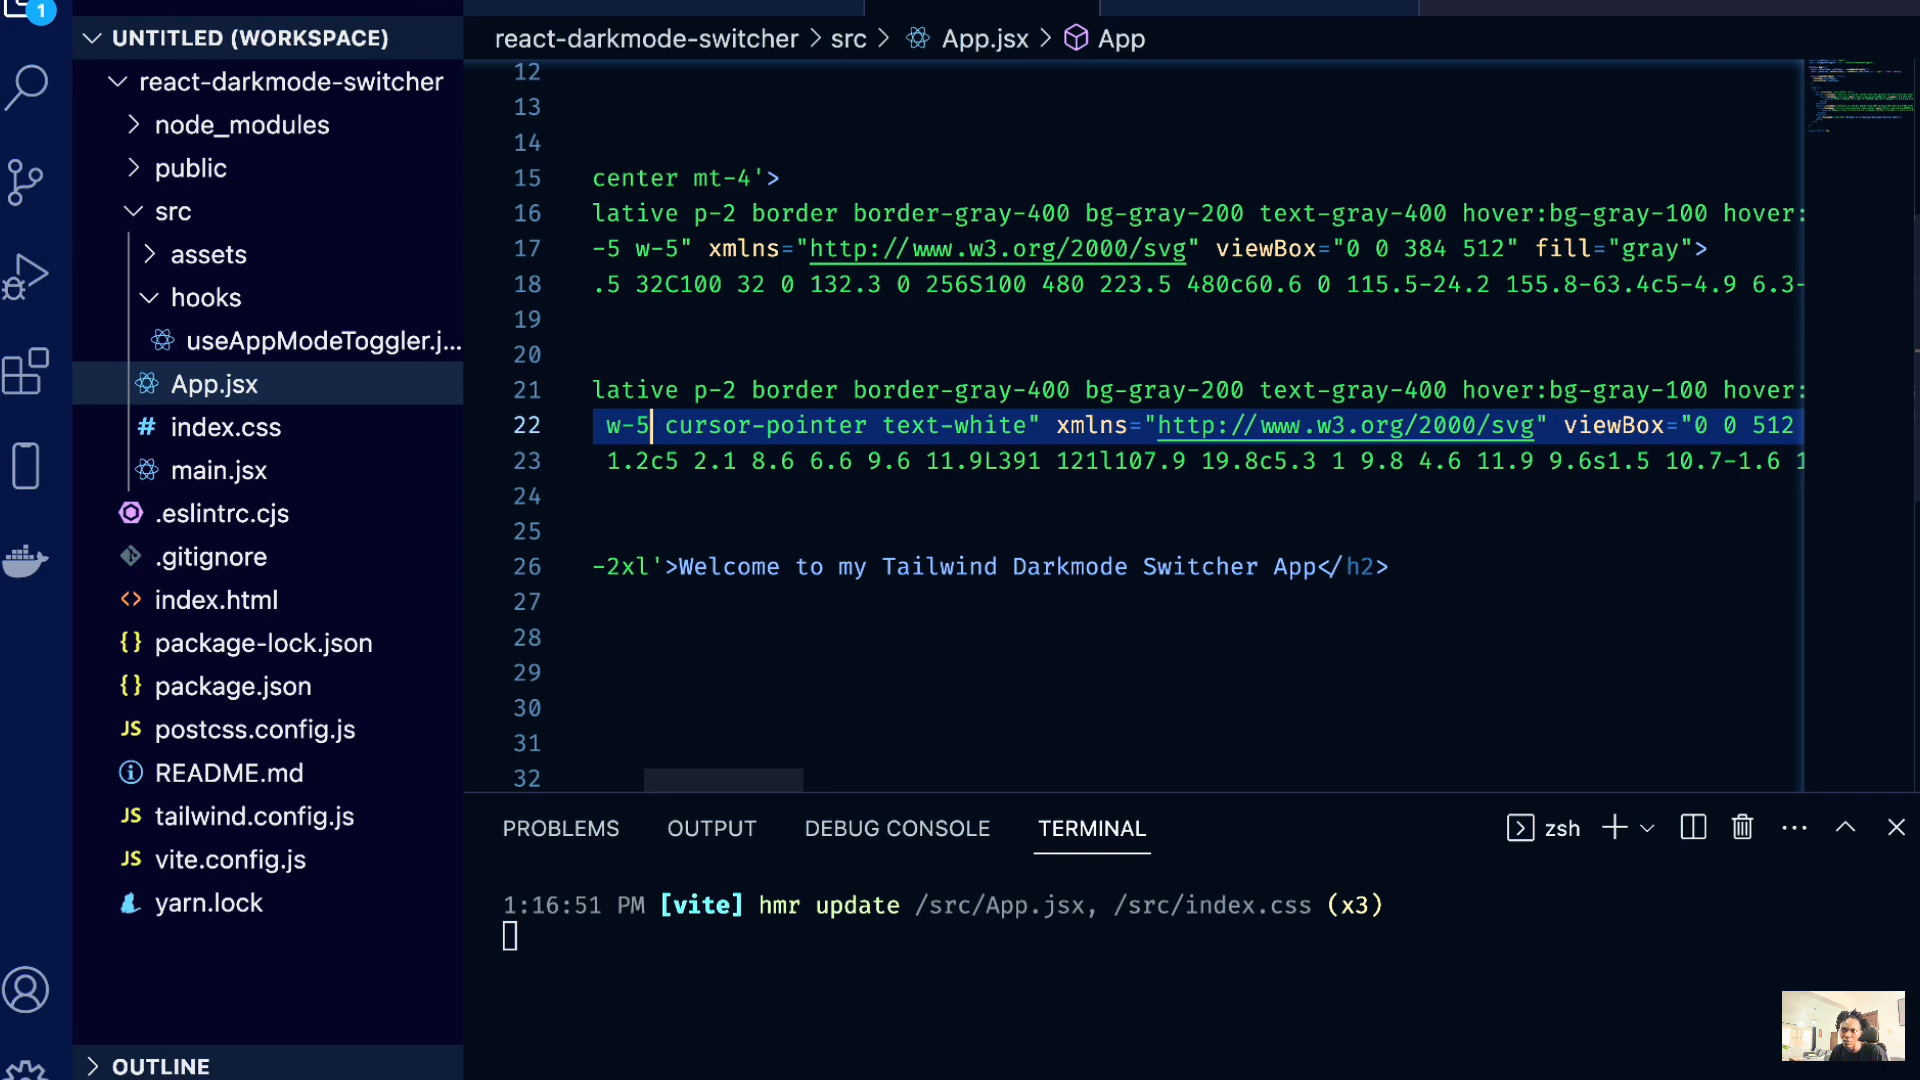 1
UNTITLED (WORKSPACE)
react-darkmode-switcher
node_modules
public
src
assets
hooks
useAppModeToggler.j...
App.jsx
# index.css
main.jsx
.eslintrc.cjs
.gitignore
<> index.html
{} package-lock.json
{} package.json
JS postcss.config.js
README.md
JS tailwind.config.js
JS vite.config.js
yarn.lock
OUTLINE
react-darkmode-switcher > src > App.jsx > App
12
13
14
15 center mt-4'>
16 lative p-2 border border-gray-400 bg-gray-200 text-gray-400 hover:bg-gray-100 hover:
17 -5 w-5" xmlns="http://www.w3.org/2000/svg" viewBox="0 0 384 512" fill="gray">
18 .5 32C100 32 0 132.3 0 256S100 480 223.5 480c60.6 0 115.5-24.2 155.8-63.4c5-4.9 6.3-
19
20
21 lative p-2 border border-gray-400 bg-gray-200 text-gray-400 hover:bg-gray-100 hover:
22 w-5 cursor-pointer text-white" xmlns="http://www.w3.org/2000/svg" viewBox="0 0 512
23 1.2c5 2.1 8.6 6.6 9.6 11.9L391 121l107.9 19.8c5.3 1 9.8 4.6 11.9 9.6s1.5 10.7-1.6 1
24
25
26 -2xl'>Welcome to my Tailwind Darkmode Switcher App</h2>
27
28
29
30
31
32
PROBLEMS OUTPUT DEBUG CONSOLE TERMINAL zsh
1:16:51 PM [vite] hmr update /src/App.jsx, /src/index.css (x3)